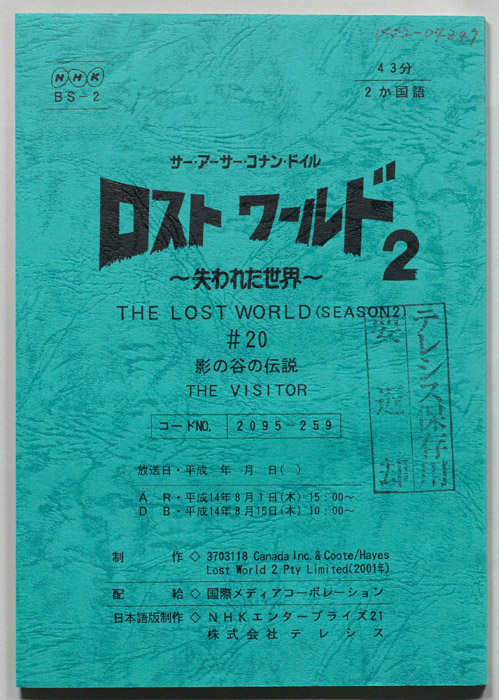 NHK
BS-2
43分
2か国語
サー・アーサー・コナン・ドイル
ロスト ワールド2
～失われた世界～
THE LOST WORLD(SEASON2)
#20
影の谷の伝説
THE VISITOR
コードNO. 2095-259
放送日・平成 年 月 日( )
A R・平成14年8月1日(木) 15:00～
D B・平成14年8月15日(木) 10:00～
制 作◇3703118 Canada Inc.& Coote/Hayes
Lost World 2 Pty Limited(2001年)
配 給◇国際メディアコーポレーション
日本語版制作◇NHKエンタープライズ21
株式会社テレシス
テレシス保存用
要返却